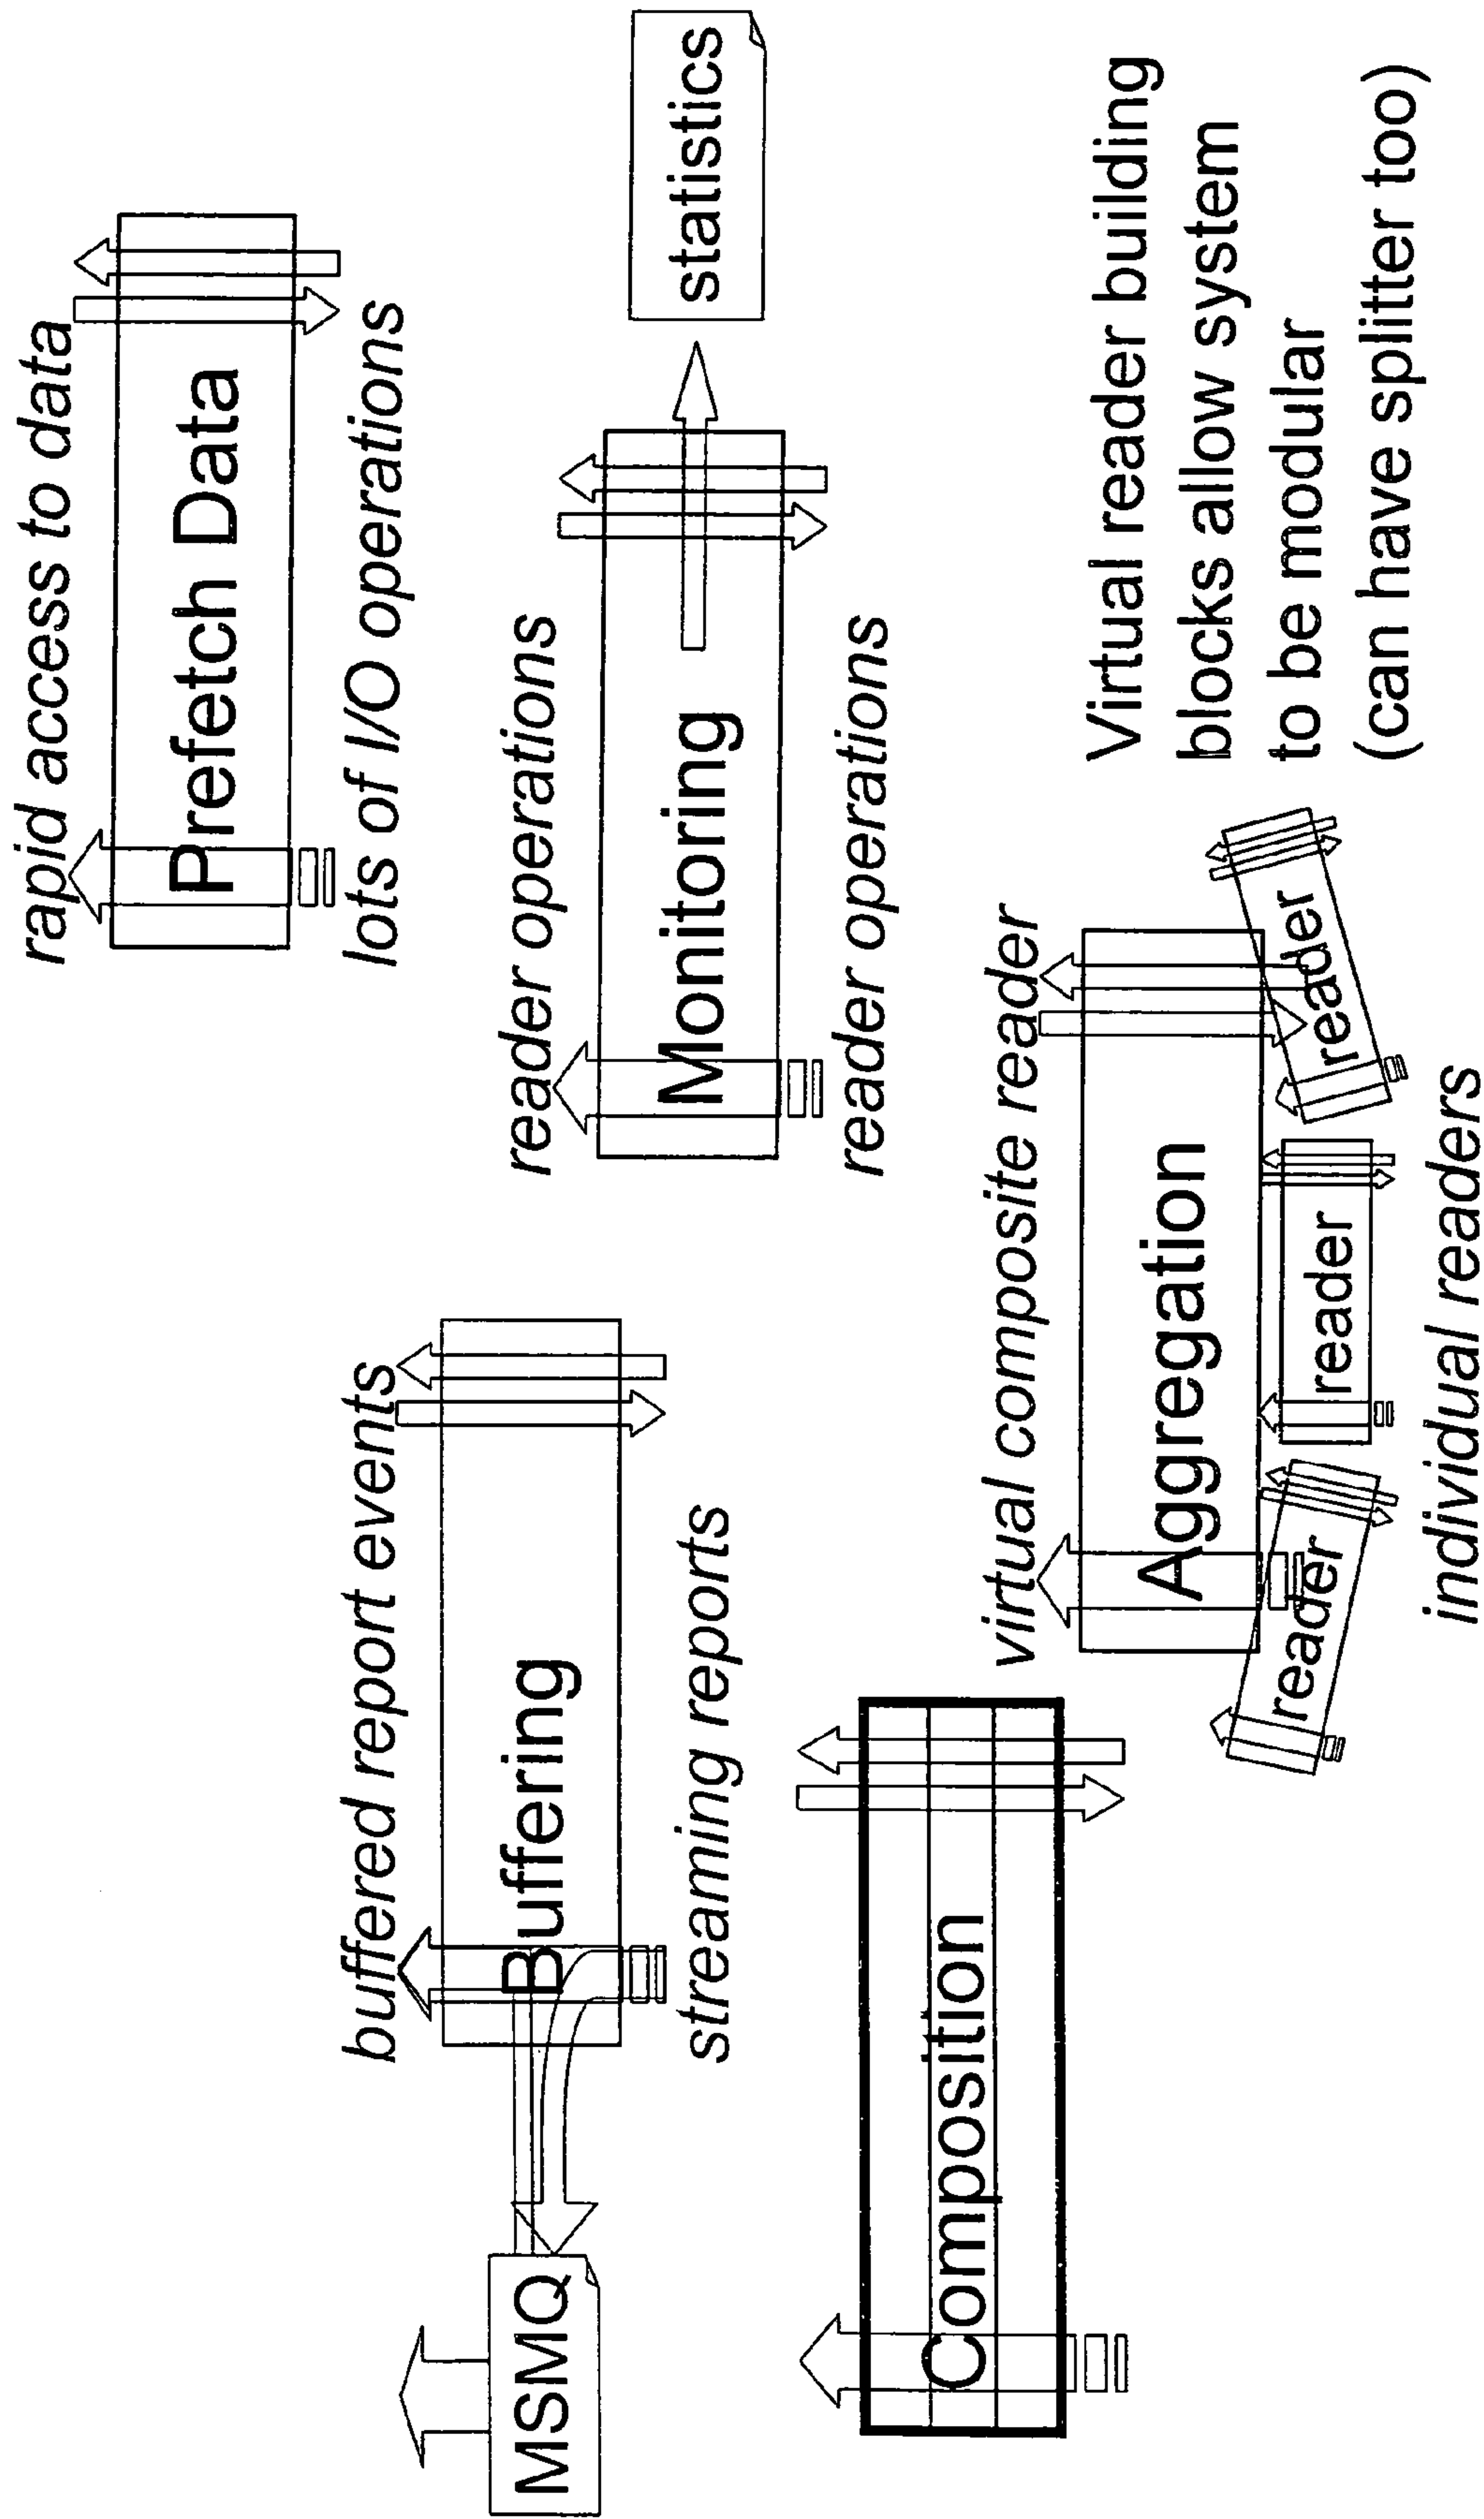 rapid access to data
Prefetch Data
lots of I/O operations
buffered report events
MSMQ
Buffering
streaming reports
reader operations
Monitoring
statistics
reader operations
Composition
virtual composite reader
Aggregation
reader
reader
reader
individual readers
Virtual reader building
blocks allow system
to be modular
(can have splitter too)